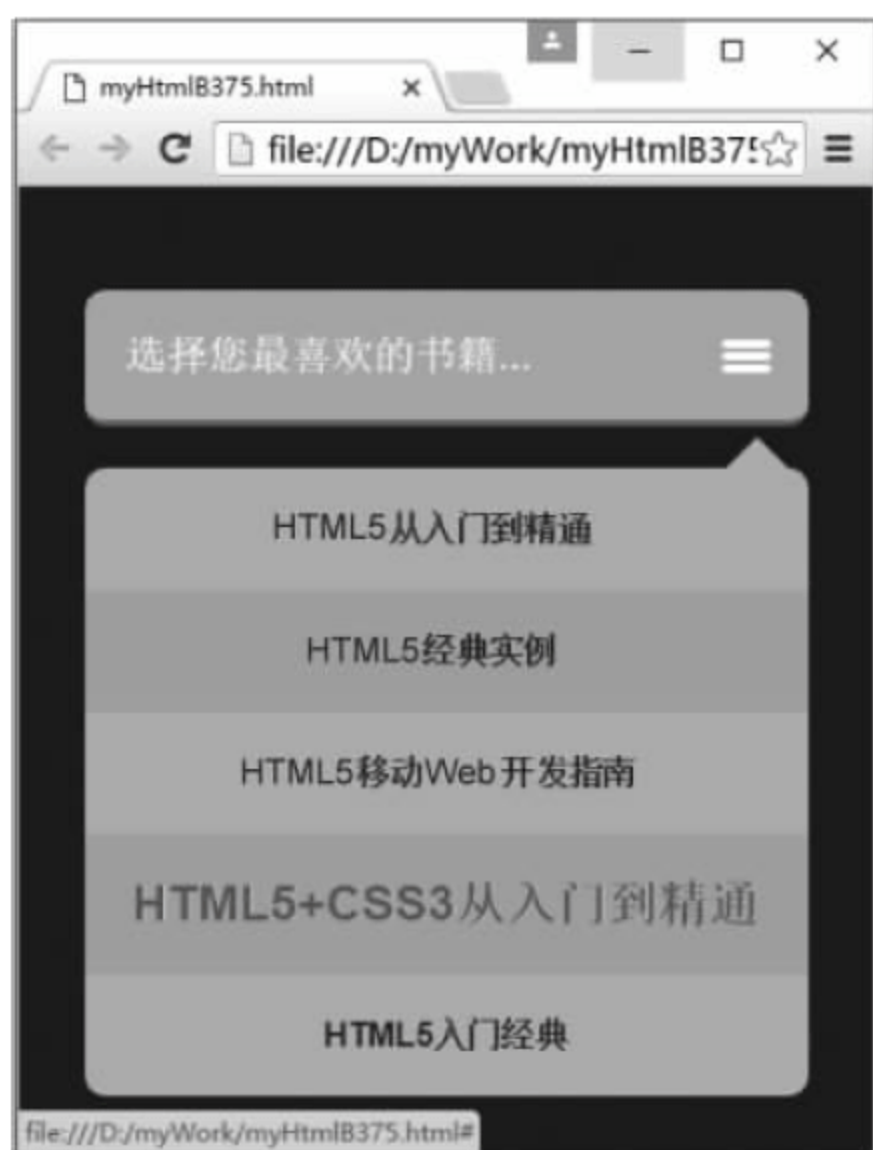 myHtmlB375.html
file:///D:/myWork/myHtmlB375
选择您最喜欢的书籍...
HTML5从入门到精通
HTML5经典实例
HTML5移动Web开发指南
HTML5+CSS3从入门到精通
HTML5入门经典
file:///D:/myWork/myHtmlB375.html#